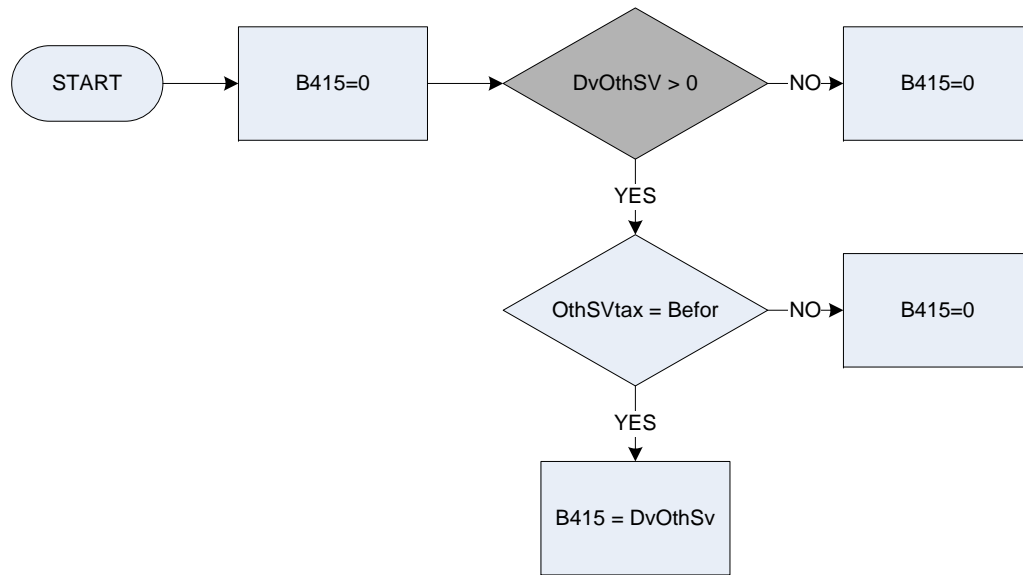 START
B415=0
DvOthSV > 0
NO
B415=0
YES
OthSVtax = Befor
NO
B415=0
YES
B415 = DvOthSv